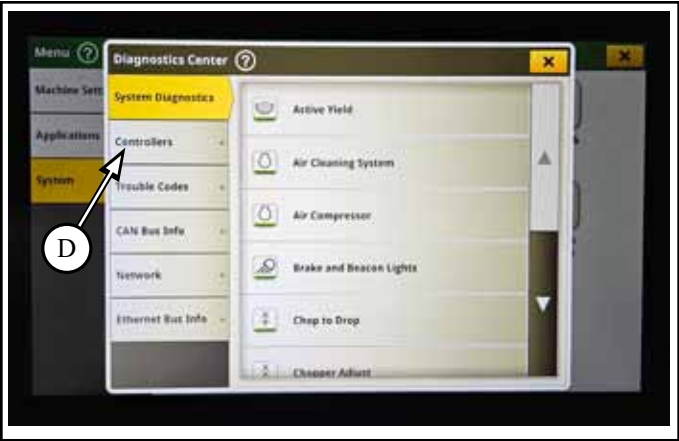 Menu ?
Diagnostics Center ?
Machine Sett
Applications
System
System Diagnostics
Controllers
Trouble Codes
CAN Bus Info
Network
Ethernet Bus Info
Active Yield
Air Cleaning System
Air Compressor
Brake and Beacon Lights
Chop to Drop
Chopper Adjust
D